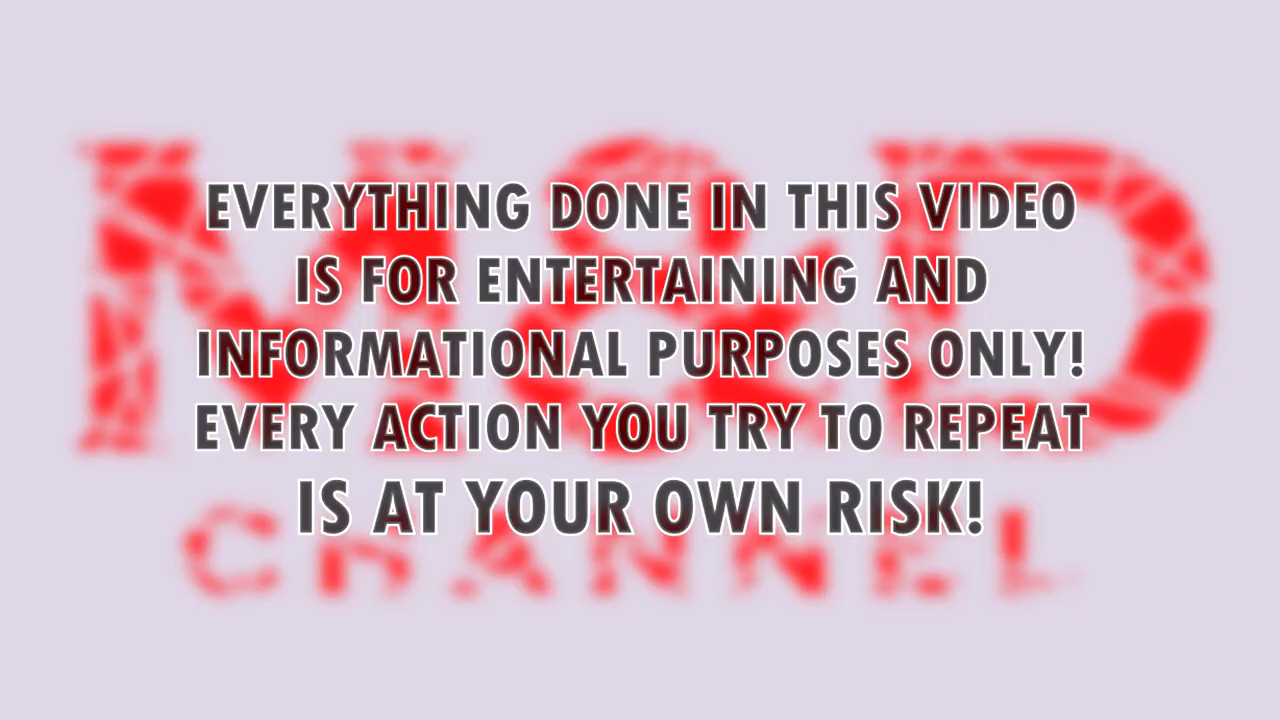 M&D
EVERYTHING DONE IN THIS VIDEO
IS FOR ENTERTAINING AND
INFORMATIONAL PURPOSES ONLY!
EVERY ACTION YOU TRY TO REPEAT
IS AT YOUR OWN RISK!
CHANNEL